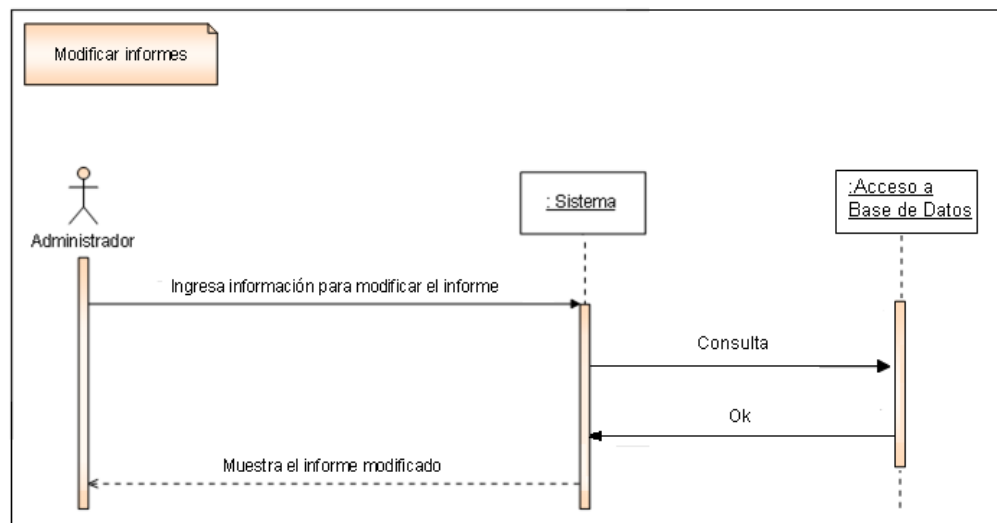 Modificar informes
Administrador
: Sistema
:Acceso a
Base de Datos
Ingresa información para modificar el informe
Consulta
Ok
Muestra el informe modificado